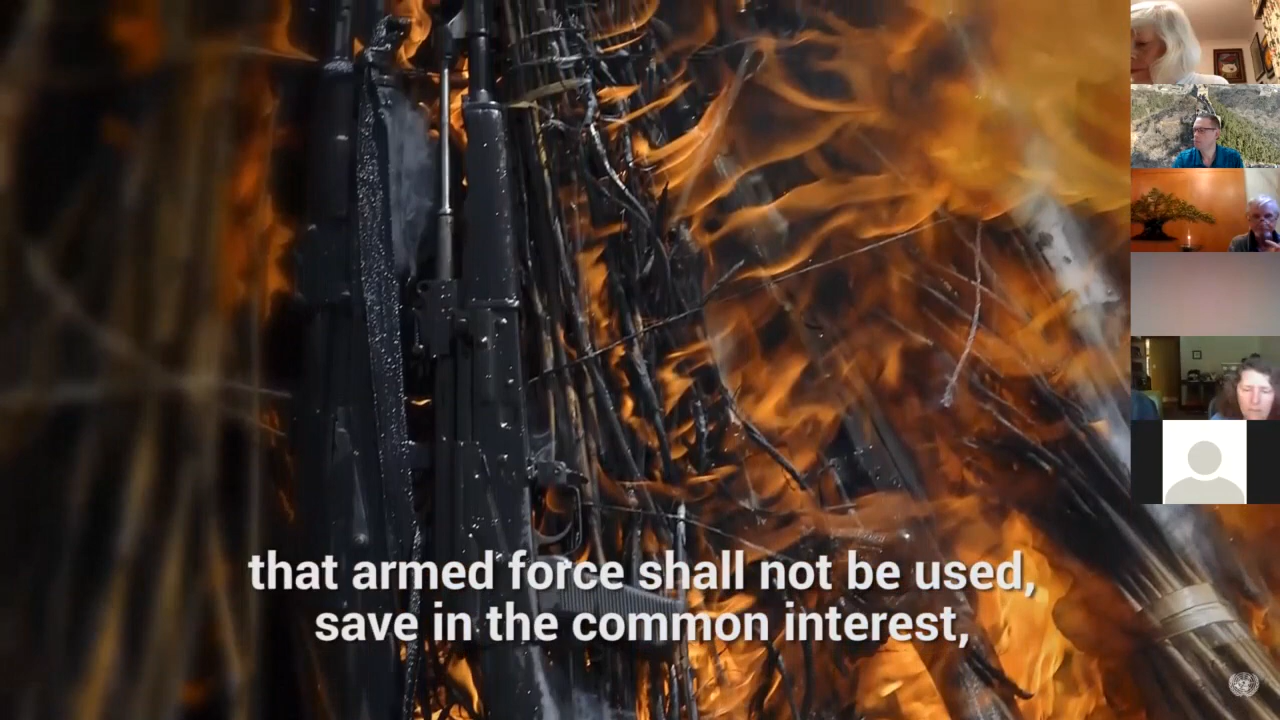 that armed force shall not be used,
save in the common interest,